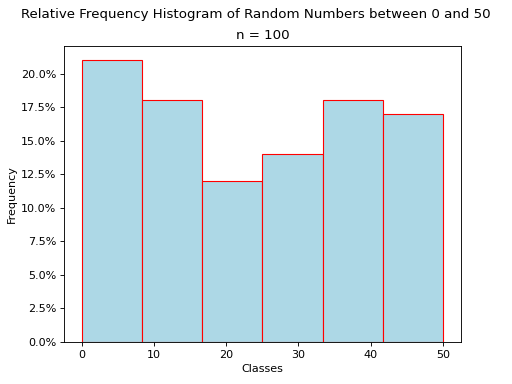 Relative Frequency Histogram of Random Numbers between 0 and 50
n = 100
20.0%
17.5%
15.0%
12.5%
10.0%
7.5%
5.0%
2.5%
0.0%
Frequency
0 10 20 30 40 50
Classes